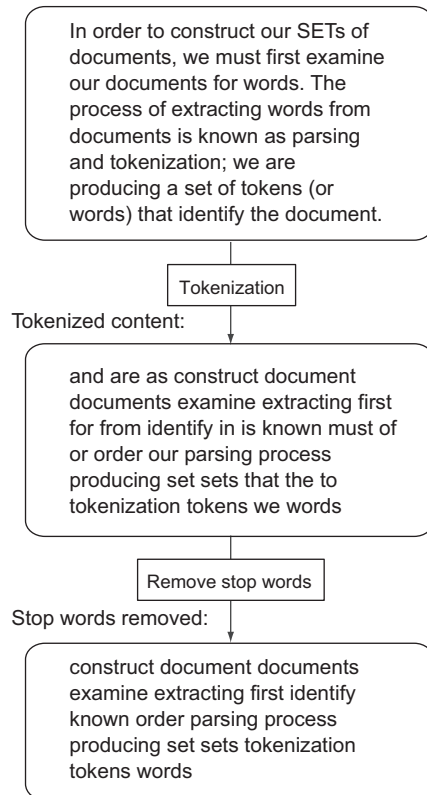 In order to construct our SETs of
documents, we must first examine
our documents for words. The
process of extracting words from
documents is known as parsing
and tokenization; we are
producing a set of tokens (or
words) that identify the document.
Tokenization
Tokenized content:
and are as construct document
documents examine extracting first
for from identify in is known must of
or order our parsing process
producing set sets that the to
tokenization tokens we words
Remove stop words
Stop words removed:
construct document documents
examine extracting first identify
known order parsing process
producing set sets tokenization
tokens words